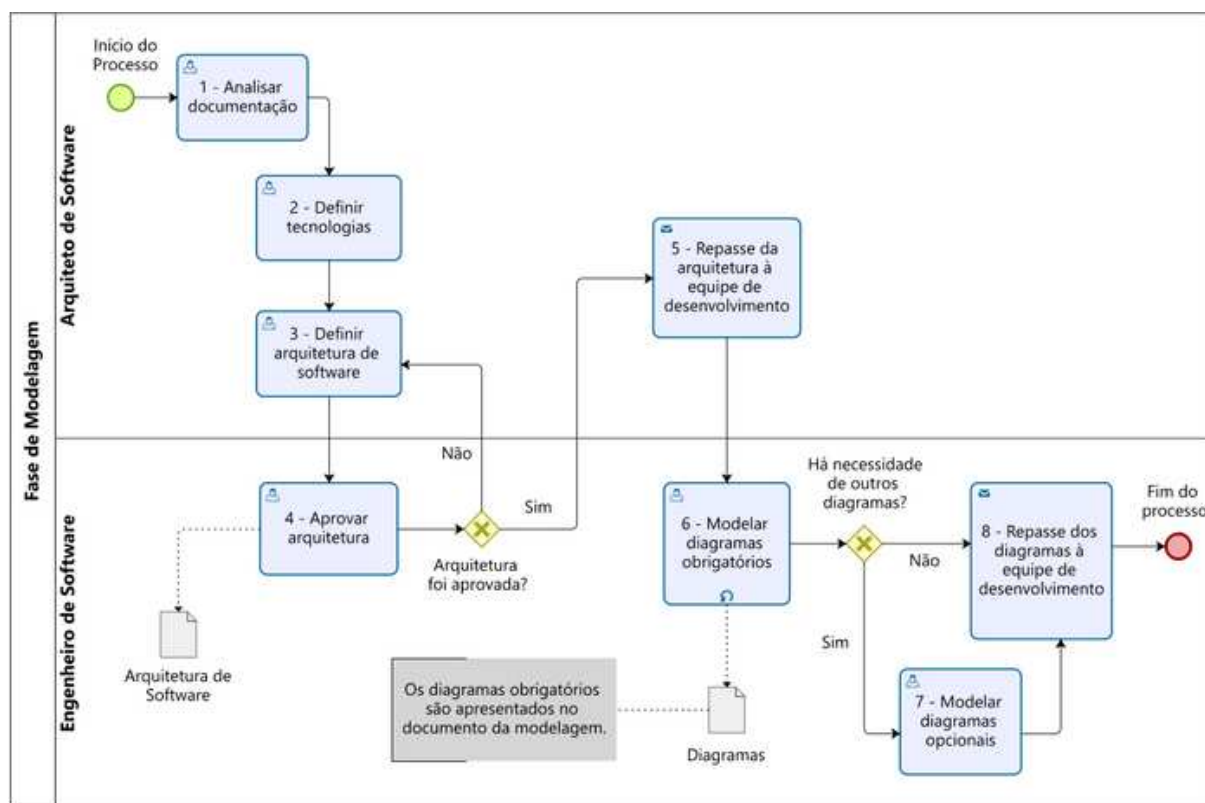 Fase de Modelagem
Arquiteto de Software
Início do
Processo
1 - Analisar
documentação
2 - Definir
tecnologias
3 - Definir
arquitetura de
software
5 - Repasse da
arquitetura à
equipe de
desenvolvimento
Engenheiro de Software
4 - Aprovar
arquitetura
Não
Sim
Arquitetura
foi aprovada?
Arquitetura de
Software
6 - Modelar
diagramas
obrigatórios
Há necessidade
de outros
diagramas?
Não
Sim
8 - Repasse dos
diagramas à
equipe de
desenvolvimento
Fim do
processo
7 - Modelar
diagramas
opcionais
Os diagramas obrigatórios
são apresentados no
documento da modelagem.
Diagramas